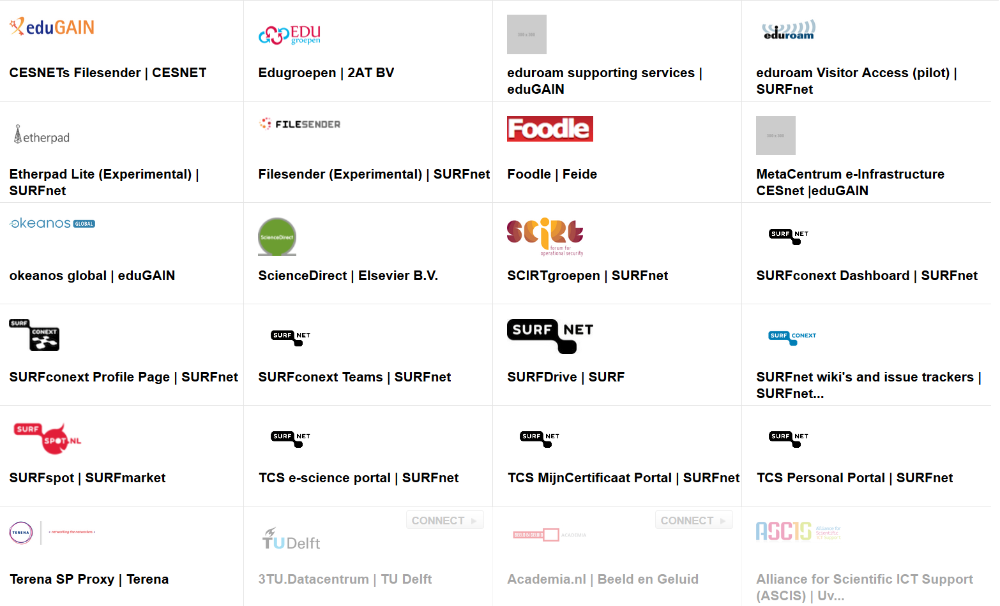 eduGAIN
EDU
groepen
300 x 300
eduroam
CESNETs Filesender | CESNET
Edugroepen | 2AT BV
eduroam supporting services |
eduGAIN
eduroam Visitor Access (pilot) |
SURFnet
etherpad
FILESENDER
Foodle
300 x 300
Etherpad Lite (Experimental) |
SURFnet
Filesender (Experimental) | SURFnet
Foodle | Feide
MetaCentrum e-Infrastructure
CESnet |eduGAIN
okeanos GLOBAL
ScienceDirect
SCIRT
forum for
operational security
SURF NET
okeanos global | eduGAIN
ScienceDirect | Elsevier B.V.
SCIRTgroepen | SURFnet
SURFconext Dashboard | SURFnet
SURF
CONEXT
SURF NET
SURF NET
SURF CONEXT
SURFconext Profile Page | SURFnet
SURFconext Teams | SURFnet
SURFDrive | SURF
SURFnet wiki's and issue trackers |
SURFnet...
SURF
SPOT.NL
SURF NET
SURF NET
SURF NET
SURFspot | SURFmarket
TCS e-science portal | SURFnet
TCS MijnCertificaat Portal | SURFnet
TCS Personal Portal | SURFnet
TERENA
networking the networkers
CONNECT
TU Delft
CONNECT
BEELD EN GELUID ACADEMIA
ASCIS
Alliance for
Scientific
ICT Support
Terena SP Proxy | Terena
3TU.Datacentrum | TU Delft
Academia.nl | Beeld en Geluid
Alliance for Scientific ICT Support
(ASCIS) | Uv...